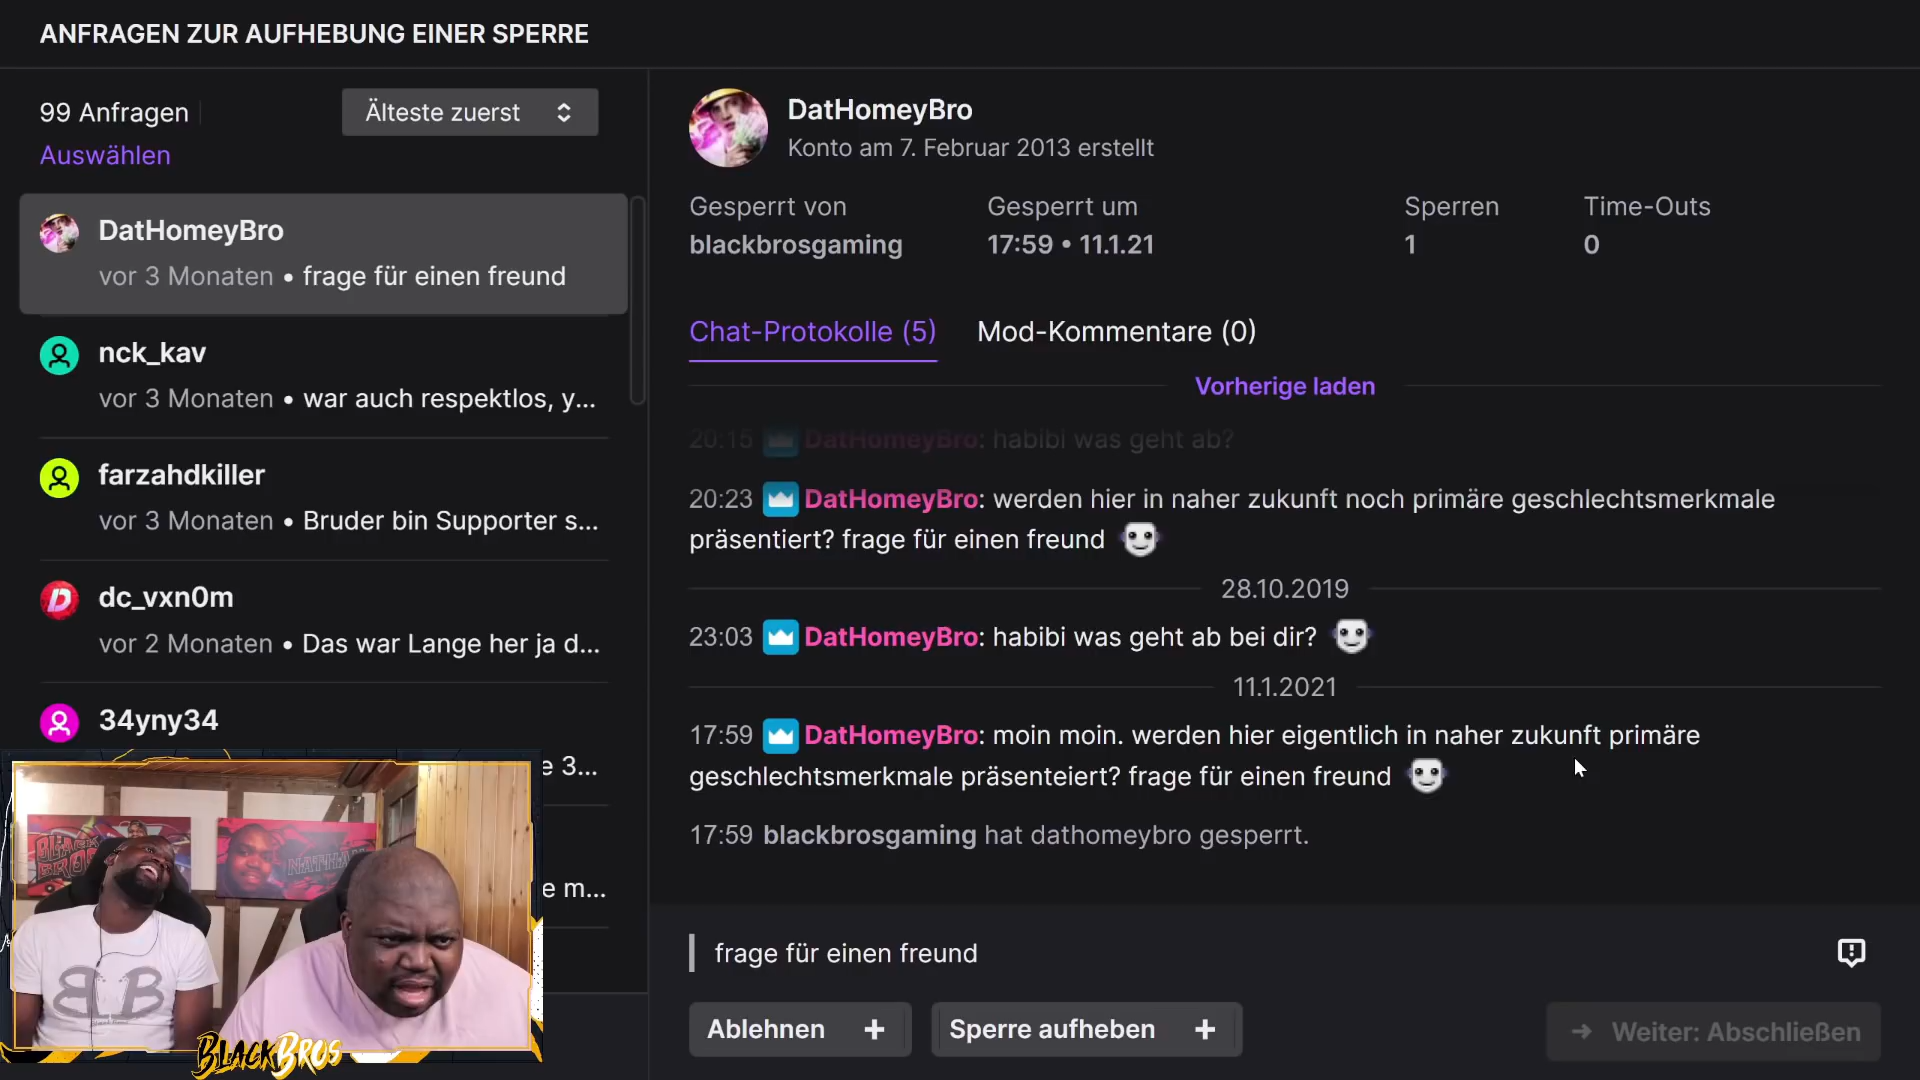 ANFRAGEN ZUR AUFHEBUNG EINER SPERRE
99 Anfragen
Älteste zuerst
Auswählen
DatHomeyBro
vor 3 Monaten • frage für einen freund
nck_kav
vor 3 Monaten • war auch respektlos, y...
farzahdkiller
vor 3 Monaten • Bruder bin Supporter s...
dc_vxn0m
vor 2 Monaten • Das war Lange her ja d...
34yny34
e 3...
e m...
BLACKBROS
DatHomeyBro
Konto am 7. Februar 2013 erstellt
Gesperrt von
blackbrosgaming
Gesperrt um
17:59 • 11.1.21
Sperren
1
Time-Outs
0
Chat-Protokolle (5)
Mod-Kommentare (0)
Vorherige laden
20:15 DatHomeyBro: habibi was geht ab?
20:23 DatHomeyBro: werden hier in naher zukunft noch primäre geschlechtsmerkmale
präsentiert? frage für einen freund
28.10.2019
23:03 DatHomeyBro: habibi was geht ab bei dir?
11.1.2021
17:59 DatHomeyBro: moin moin. werden hier eigentlich in naher zukunft primäre
geschlechtsmerkmale präsenteiert? frage für einen freund
17:59 blackbrosgaming hat dathomeybro gesperrt.
frage für einen freund
Ablehnen +
Sperre aufheben +
→ Weiter: Abschließen